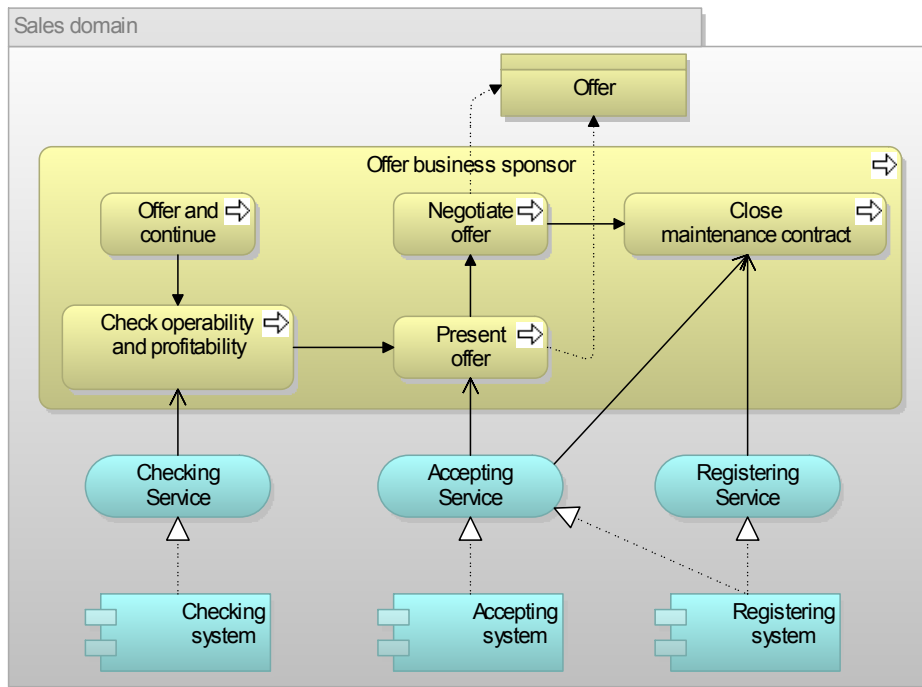 Sales domain
Offer
Offer business sponsor
Offer and
continue
Negotiate
offer
Close
maintenance contract
Check operability
and profitability
Present
offer
Checking
Service
Accepting
Service
Registering
Service
Checking
system
Accepting
system
Registering
system